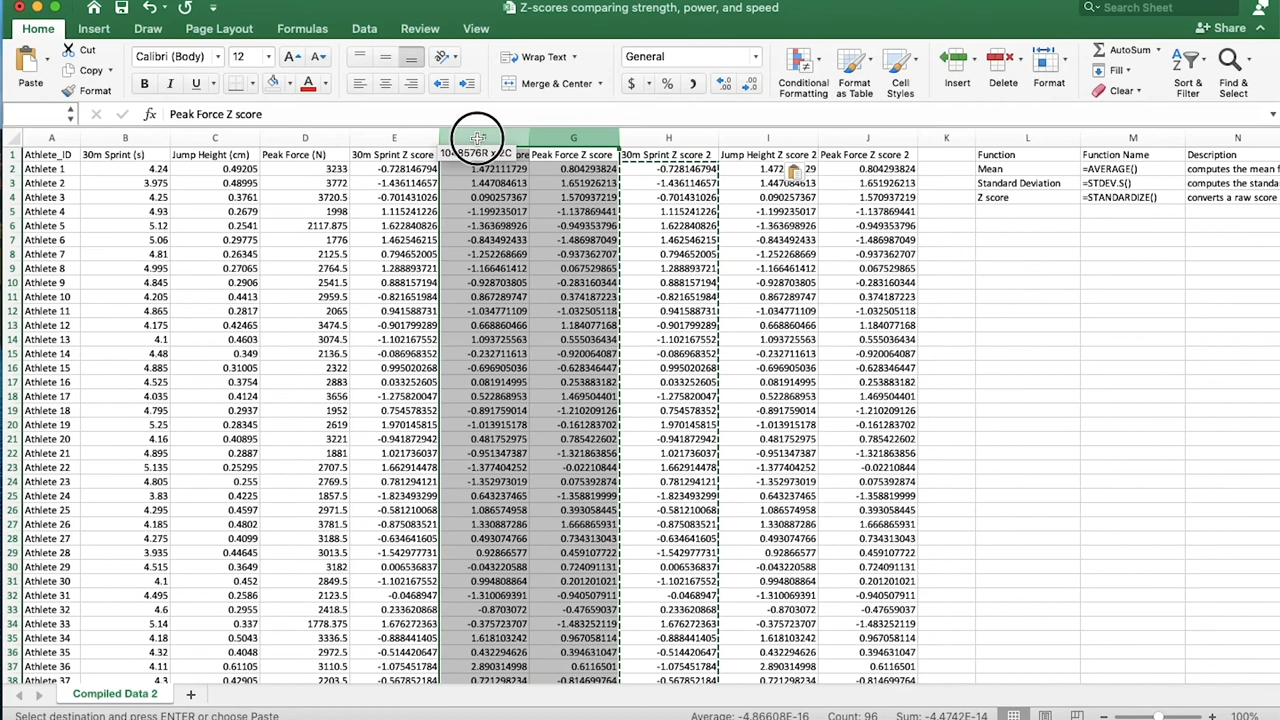 Z-scores comparing strength, power, and speed
Search Sheet
Home Insert Draw Page Layout Formulas Data Review View
Share
Paste
Cut
Copy
Format
Calibri (Body) 12
Wrap Text
Merge & Center
General
Conditional Formatting
Format as Table
Cell Styles
Insert
Delete
Format
AutoSum
Fill
Clear
Sort & Filter
Find & Select
fx Peak Force Z score
A B C D E G H I J K L M N
1 Athlete_ID 30m Sprint (s) Jump Height (cm) Peak Force (N) 30m Sprint Z score Peak Force Z score 30m Sprint Z score 2 Jump Height Z score 2 Peak Force Z score 2 Function Function Name Description
2 Athlete 1 4.24 0.49205 3233 -0.728146794 1.472111729 0.804293824 -0.728146794 1.472 29 0.804293824 Mean =AVERAGE() computes the mean f
3 Athlete 2 3.975 0.48995 3772 -1.436114657 1.447084613 1.651926213 -1.436114657 1.447084613 1.651926213 Standard Deviation =STDEV.S() computes the standa
4 Athlete 3 4.25 0.34375 3720.5 -0.701431694 0.090257367 1.570937219 -0.701431694 0.090257367 1.570937219 Z score =STANDARDIZE() converts a raw score
5 Athlete 4 4.93 0.2679 1998 1.115241226 -1.199235017 -1.137869441 1.115241226 -1.199235017 -1.137869441
6 Athlete 5 5.12 0.2541 2117.875 1.622840826 -1.363698926 -0.949353796 1.622840826 -1.363698926 -0.949353796
7 Athlete 6 5.06 0.29775 1776 1.462546215 -0.843492433 -1.486987049 1.462546215 -0.843492433 -1.486987049
8 Athlete 7 4.81 0.26345 2125.5 0.794652005 -1.252268669 -0.937362707 0.794652005 -1.252268669 -0.937362707
9 Athlete 8 4.995 0.27065 2764.5 1.288893721 -1.166461412 0.067529865 1.288893721 -1.166461412 0.067529865
10 Athlete 9 4.845 0.2906 2541.5 0.888157194 -0.928708105 -0.283160344 0.888157194 -0.928708105 -0.283160344
11 Athlete 10 4.205 0.4413 2959.5 -0.821651984 0.867289747 0.374187223 -0.821651984 0.867289747 0.374187223
12 Athlete 11 4.865 0.2817 2065 0.941588731 -1.034771109 -1.032505118 0.941588731 -1.034771109 -1.032505118
13 Athlete 12 4.175 0.42465 3474.5 -0.901799289 0.668860466 1.184077168 -0.901799289 0.668860466 1.184077168
14 Athlete 13 4.1 0.4603 3074.5 -1.102167552 1.093725563 0.555036434 -1.102167552 1.093725563 0.555036434
15 Athlete 14 4.48 0.349 2136.5 -0.086968352 -0.232711613 -0.920064087 -0.086968352 -0.232711613 -0.920064087
16 Athlete 15 4.885 0.31005 2322 0.995020268 -0.696905036 -0.628346447 0.995020268 -0.696905036 -0.628346447
17 Athlete 16 4.525 0.3754 2883 0.033252605 0.081914995 0.253883182 0.033252605 0.081914995 0.253883182
18 Athlete 17 4.035 0.4124 3656 -1.275820047 0.522868953 1.469504401 -1.275820047 0.522868953 1.469504401
19 Athlete 18 4.795 0.2937 1952 0.754578352 -0.891759014 -1.210209126 0.754578352 -0.891759014 -1.210209126
20 Athlete 19 5.25 0.28345 2619 1.970145815 -1.013915178 -0.161283702 1.970145815 -1.013915178 -0.161283702
21 Athlete 20 4.16 0.40895 3221 -0.941872942 0.481752975 0.785422602 -0.941872942 0.481752975 0.785422602
22 Athlete 21 4.895 0.2887 1881 1.021736037 -0.951347387 -1.321863856 1.021736037 -0.951347387 -1.321863856
23 Athlete 22 5.135 0.25295 2707.5 1.662914478 -1.377404252 -0.02210844 1.662914478 -1.377404252 -0.02210844
24 Athlete 23 4.805 0.255 2769.5 0.781294121 -1.352973019 0.075392874 0.781294121 -1.352973019 0.075392874
25 Athlete 24 3.83 0.4225 1857.5 -1.823493299 0.643237465 -1.358819999 -1.823493299 0.643237465 -1.358819999
26 Athlete 25 4.295 0.4597 2971.5 -0.581210068 1.086574958 0.393058445 -0.581210068 1.086574958 0.393058445
27 Athlete 26 4.185 0.4802 3781.5 -0.875083521 1.330887286 1.666865931 -0.875083521 1.330887286 1.666865931
28 Athlete 27 4.275 0.4099 3188.5 -0.634641605 0.493074766 0.734313043 -0.634641605 0.493074766 0.734313043
29 Athlete 28 3.935 0.44645 3013.5 -1.542977731 0.92866577 0.459107722 -1.542977731 0.92866577 0.459107722
30 Athlete 29 4.515 0.3649 3182 0.006536837 -0.043220588 0.724091131 0.006536837 -0.043220588 0.724091131
31 Athlete 30 4.1 0.452 2849.5 -1.102167552 0.994808864 0.201201021 -1.102167552 0.994808864 0.201201021
32 Athlete 31 4.495 0.2586 2123.5 -0.0468947 -1.310069391 -0.940507911 -0.0468947 -1.310069391 -0.940507911
33 Athlete 32 4.6 0.2955 2418.5 0.233620868 -0.8703072 -0.47659037 0.233620868 -0.8703072 -0.47659037
34 Athlete 33 5.14 0.337 1778.375 1.676272363 -0.375723707 -1.483252119 1.676272363 -0.375723707 -1.483252119
35 Athlete 34 4.18 0.5043 3336.5 -0.888441405 1.618103242 0.967058114 -0.888441405 1.618103242 0.967058114
36 Athlete 35 4.32 0.4048 2972.5 -0.514420647 0.432294626 0.394631047 -0.514420647 0.432294626 0.394631047
37 Athlete 36 4.11 0.61105 3110.5 -1.075451784 2.890314998 0.6116501 -1.075451784 2.890314998 0.6116501
38 Athlete 37 4.3 0.42905 2203.5 -0.567852184 0.721298234 -0.814699764 -0.567852184 0.721298234 -0.814699764
Compiled Data 2
Select destination and press ENTER or choose Paste Average: -4.86608E-16 Count: 96 Sum: -4.4742E-14 100%